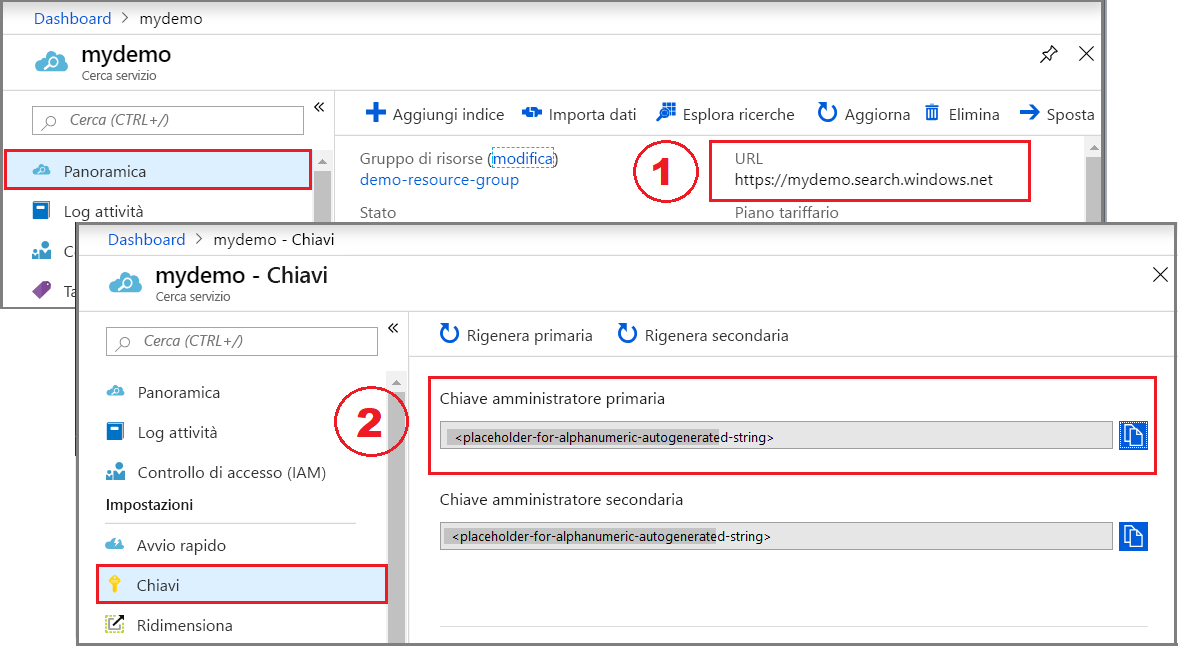 Dashboard > mydemo
mydemo
Cerca servizio
Cerca (CTRL+/)
«
Aggiungi indice Importa dati Esplora ricerche Aggiorna Elimina Sposta
Panoramica
Log attività
C
Ta
Gruppo di risorse (modifica)
demo-resource-group
Stato
1
URL
https://mydemo.search.windows.net
Piano tariffario
Dashboard > mydemo - Chiavi
mydemo - Chiavi
Cerca servizio
Cerca (CTRL+/)
«
Rigenera primaria Rigenera secondaria
Panoramica
Log attività
Controllo di accesso (IAM)
Impostazioni
Avvio rapido
Chiavi
Ridimensiona
2
Chiave amministratore primaria
<placeholder-for-alphanumeric-autogenerated-string>
Chiave amministratore secondaria
<placeholder-for-alphanumeric-autogenerated-string>